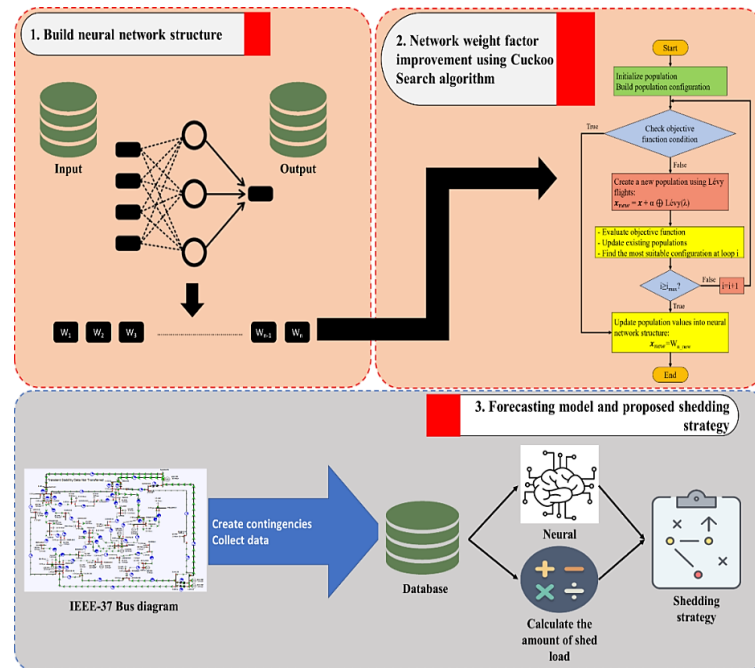 1. Build neural network structure
Input
Output
W1
W2
W3
Wn-1
Wn
2. Network weight factor
improvement using Cuckoo
Search algorithm
Start
Initialize population
Build population configuration
True
Check objective
function condition
False
Create a new population using Lévy
flights:
xnew = x + α ⊕ Lévy(λ)
- Evaluate objective function
- Update existing populations
- Find the most suitable configuration at loop i
i≥imax?
False
i=i+1
True
Update population values into neural
network structure:
xnew=Wn_new
End
3. Forecasting model and proposed shedding
strategy
IEEE-37 Bus diagram
Create contingencies
Collect data
Database
Neural
Calculate the
amount of shed
load
Shedding
strategy